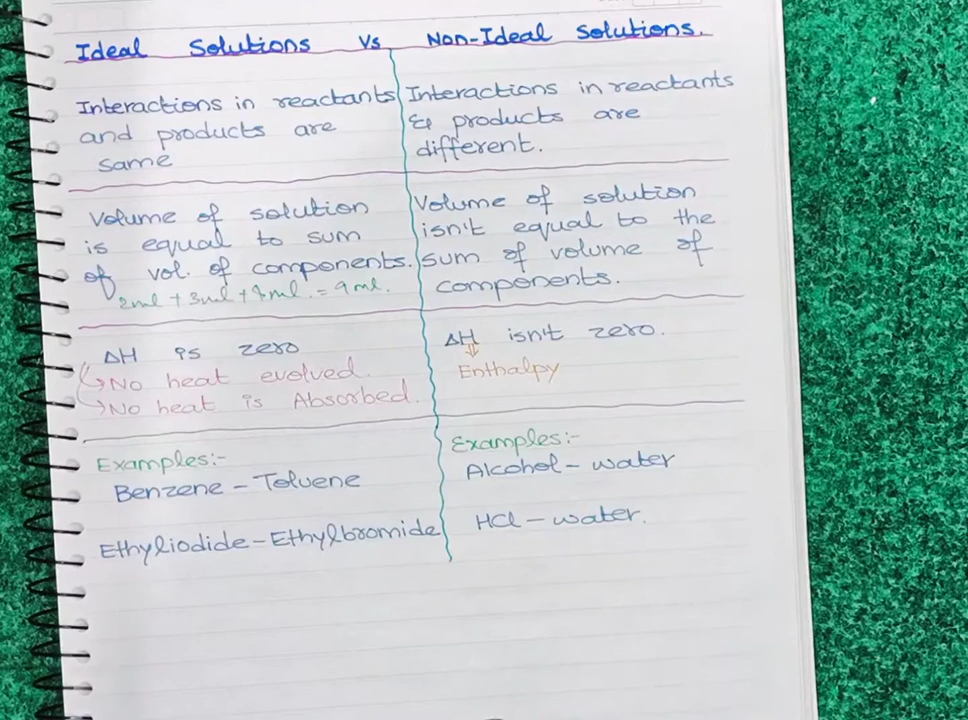 Ideal Solutions Vs Non-Ideal Solutions.
Interactions in reactants
and products are
same
Interactions in reactants
& products are
different.
Volume of solution
is equal to sum
of vol. of components.
2ml + 3ml + 4ml = 9ml.
Volume of solution
isn't equal to the
sum of volume of
components.
ΔH is zero
↳ No heat evolved.
→ No heat is Absorbed.
ΔH isn't zero.
⇓
Enthalpy
Examples:-
Benzene - Toluene
Ethyliodide - Ethylbromide
Examples:-
Alcohol - water
HCl - water.